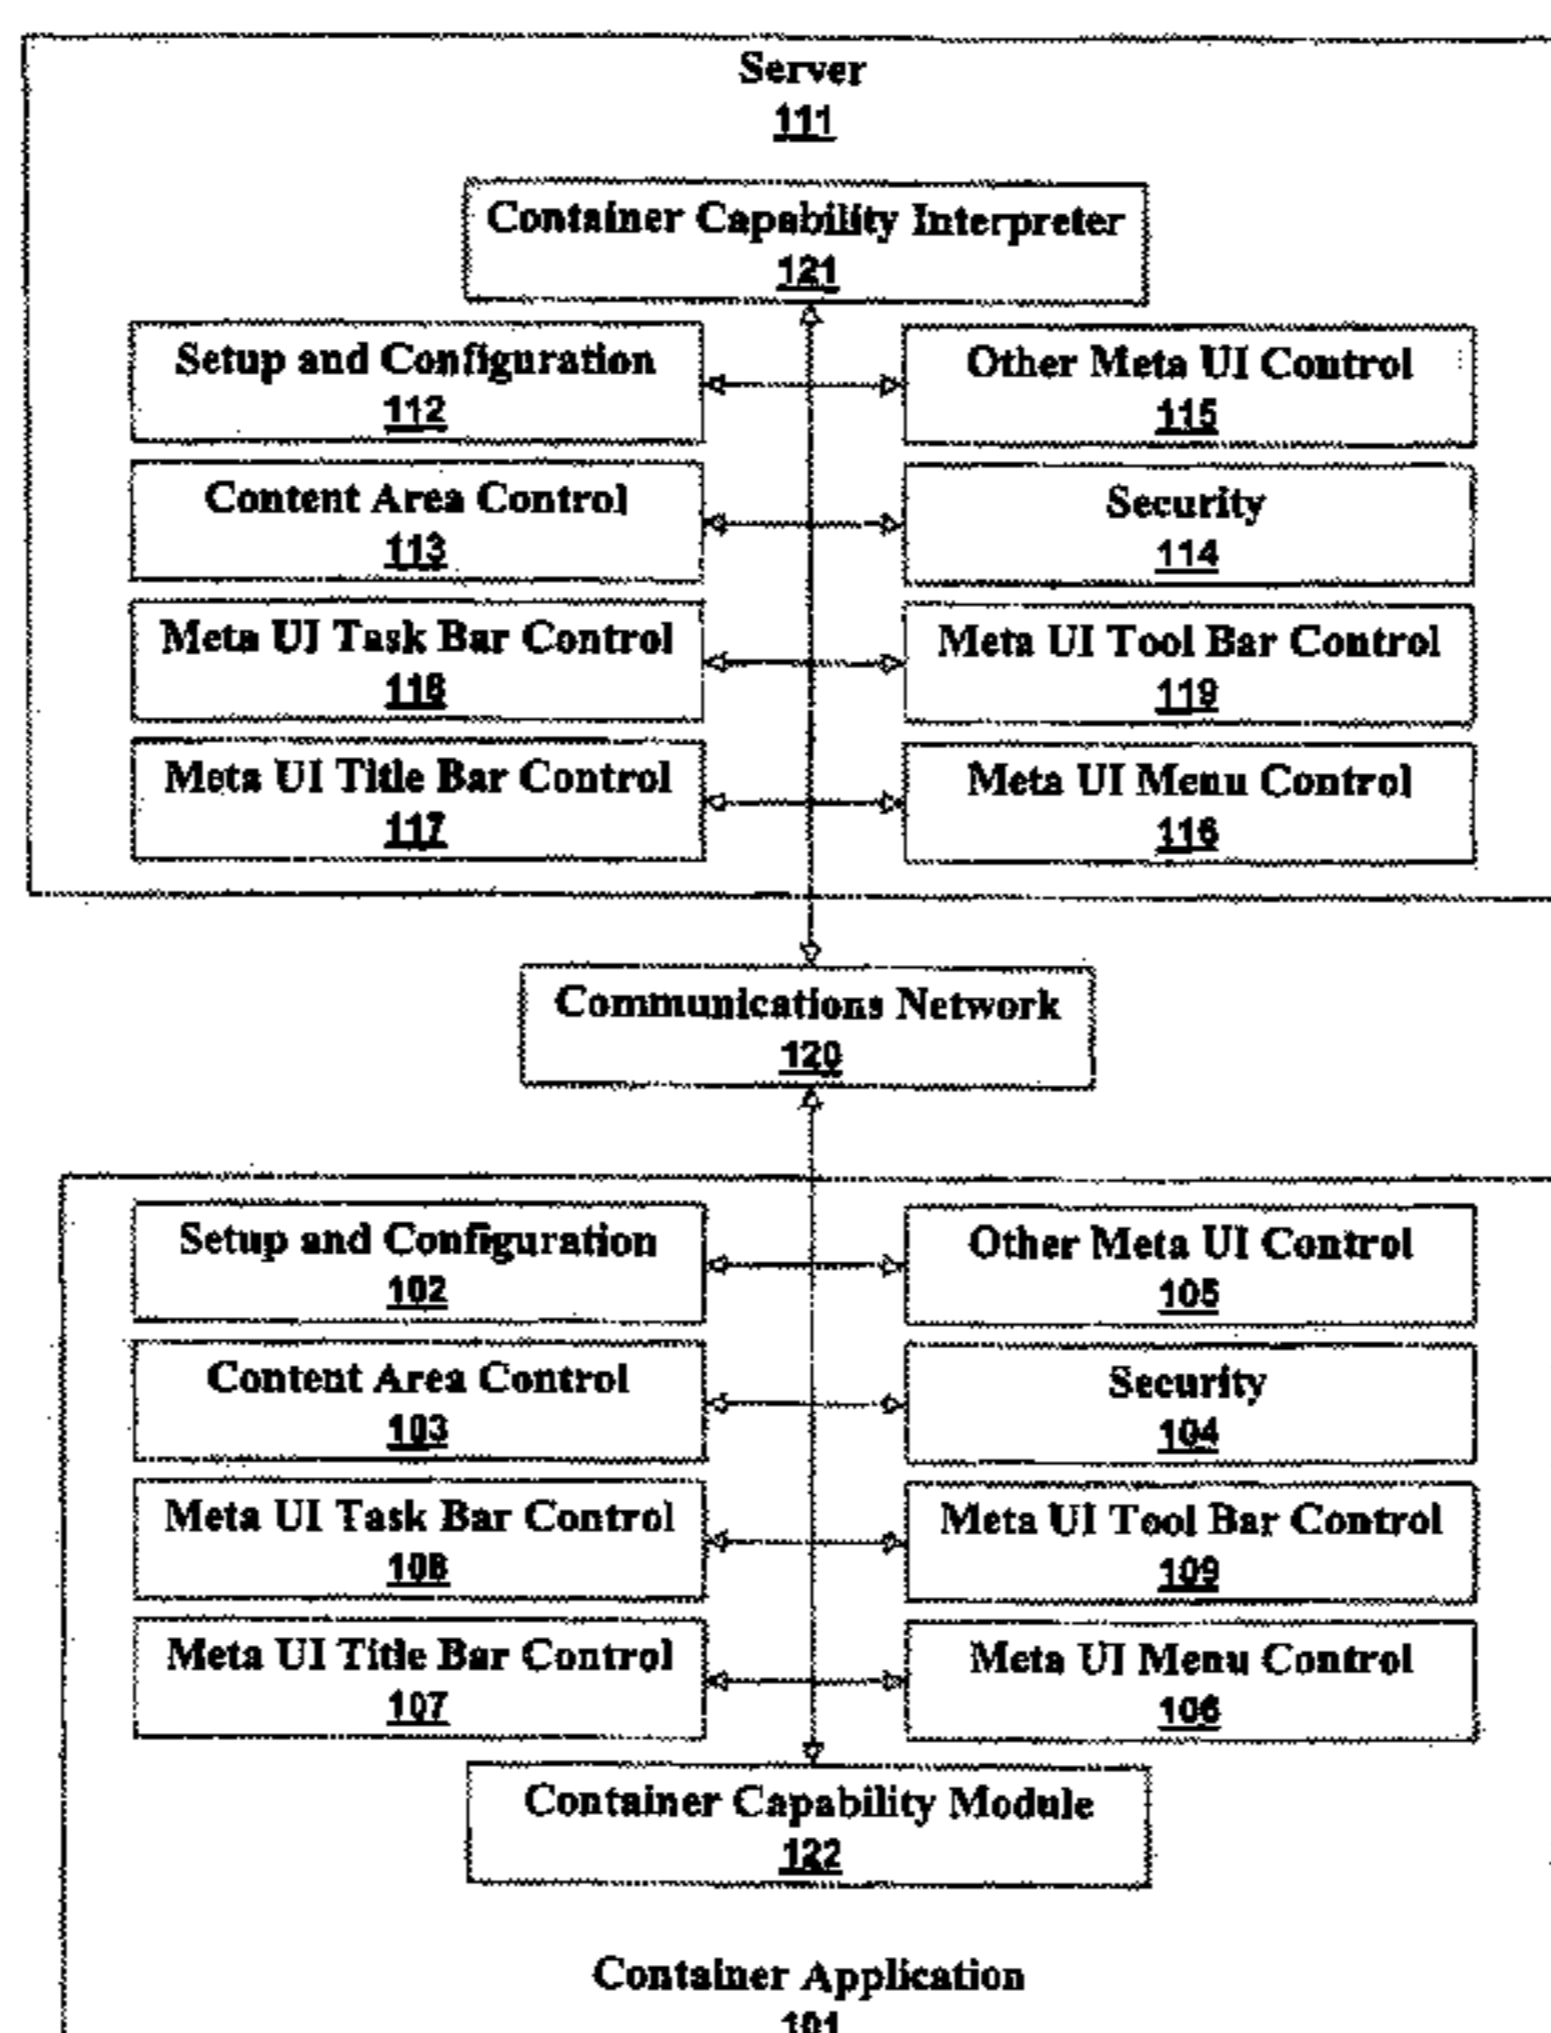 Server
111
Container Capability Interpreter
121
Setup and Configuration
112
Other Meta UI Control
115
Content Area Control
113
Security
114
Meta UI Task Bar Control
118
Meta UI Tool Bar Control
119
Meta UI Title Bar Control
117
Meta UI Menu Control
116
Communications Network
120
Setup and Configuration
102
Other Meta UI Control
105
Content Area Control
103
Security
104
Meta UI Task Bar Control
108
Meta UI Tool Bar Control
109
Meta UI Title Bar Control
107
Meta UI Menu Control
106
Container Capability Module
122
Container Application
101